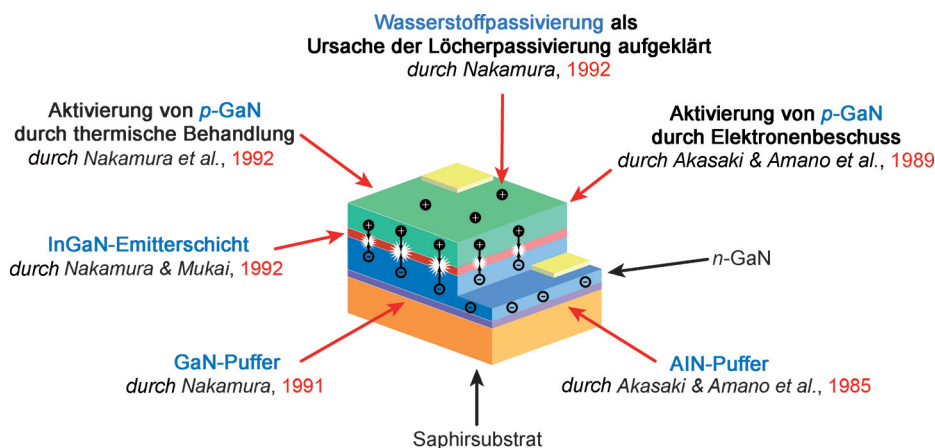 Wasserstoffpassivierung als
Ursache der Löcherpassivierung aufgeklärt
durch Nakamura, 1992
Aktivierung von p-GaN
durch thermische Behandlung
durch Nakamura et al., 1992
Aktivierung von p-GaN
durch Elektronenbeschuss
durch Akasaki & Amano et al., 1989
InGaN-Emitterschicht
durch Nakamura & Mukai, 1992
n-GaN
GaN-Puffer
durch Nakamura, 1991
AlN-Puffer
durch Akasaki & Amano et al., 1985
Saphirsubstrat